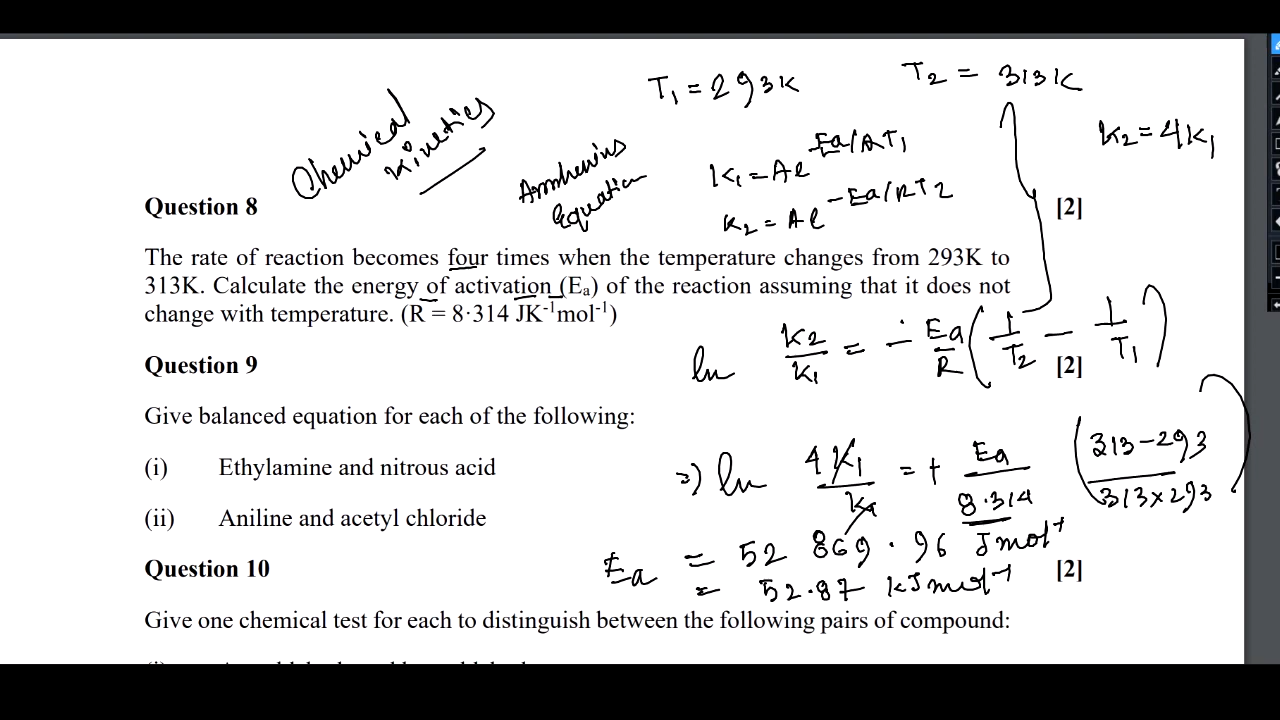 T₁ = 293K
T₂ = 313K
Chemical
Kinetics
K₂ = 4K₁
Arrhenius
Equation
K₁ = Ae^Ea/RT₁
K₂ = Ae^-Ea/RT2
Question 8 [2]
The rate of reaction becomes four times when the temperature changes from 293K to
313K. Calculate the energy of activation (Eₐ) of the reaction assuming that it does not
change with temperature. (R = 8·314 JK⁻¹mol⁻¹)
ln K₂/K₁ = - Ea/R (1/T₂ - 1/T₁)
Question 9 [2]
Give balanced equation for each of the following:
(i) Ethylamine and nitrous acid
=) ln 4K₁/K₁ = + Ea/8.314 (313-293/313×293)
(ii) Aniline and acetyl chloride
Ea = 52 869.96 Jmol⁻¹
Question 10 [2]
= 52.87 kJmol⁻¹
Give one chemical test for each to distinguish between the following pairs of compound: